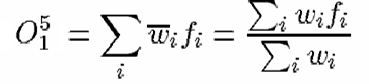 O_1^5 = \sum_i \overline{w}_i f_i = \frac{\sum_i w_i f_i}{\sum_i w_i}